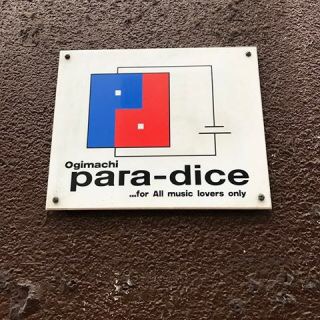 Ogimachi
para-dice
...for All music lovers only